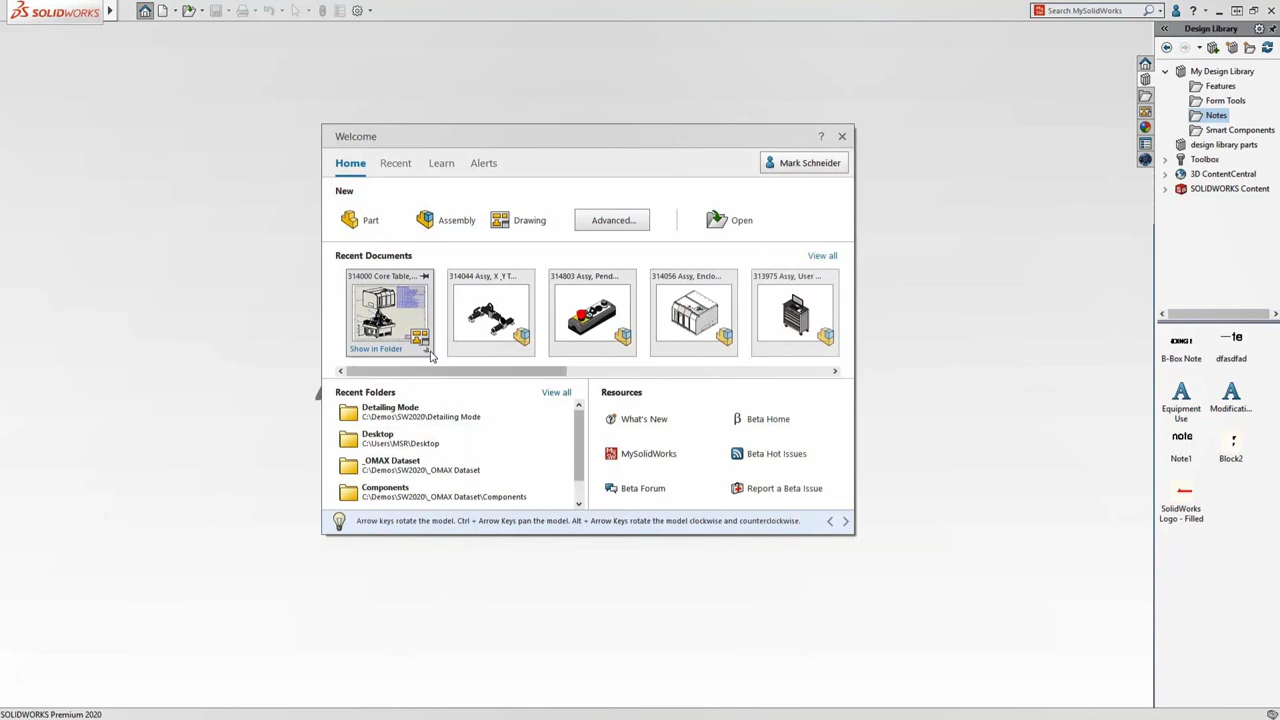 SOLIDWORKS
Search MySolidWorks
Design Library
My Design Library
Features
Form Tools
Notes
Smart Components
design library parts
Toolbox
3D ContentCentral
SOLIDWORKS Content
Welcome
Home
Recent
Learn
Alerts
Mark Schneider
New
Part
Assembly
Drawing
Advanced...
Open
Recent Documents
View all
314000 Core Table,...
314044 Assy, X_Y T...
314803 Assy, Pend...
314056 Assy, Enclo...
313975 Assy, User ...
Show in Folder
Recent Folders
View all
Detailing Mode
C:\Demos\SW2020\Detailing Mode
Desktop
C:\Users\MSR\Desktop
_OMAX Dataset
C:\Demos\SW2020\_OMAX Dataset
Components
C:\Demos\SW2020\_OMAX Dataset\Components
Resources
What's New
Beta Home
MySolidWorks
Beta Hot Issues
Beta Forum
Report a Beta Issue
Arrow keys rotate the model. Ctrl + Arrow Keys pan the model. Alt + Arrow Keys rotate the model clockwise and counterclockwise.
B-Box Note
dfasdfad
Equipment Use
Modificati...
note
Note1
Block2
SolidWorks Logo - Filled
SOLIDWORKS Premium 2020